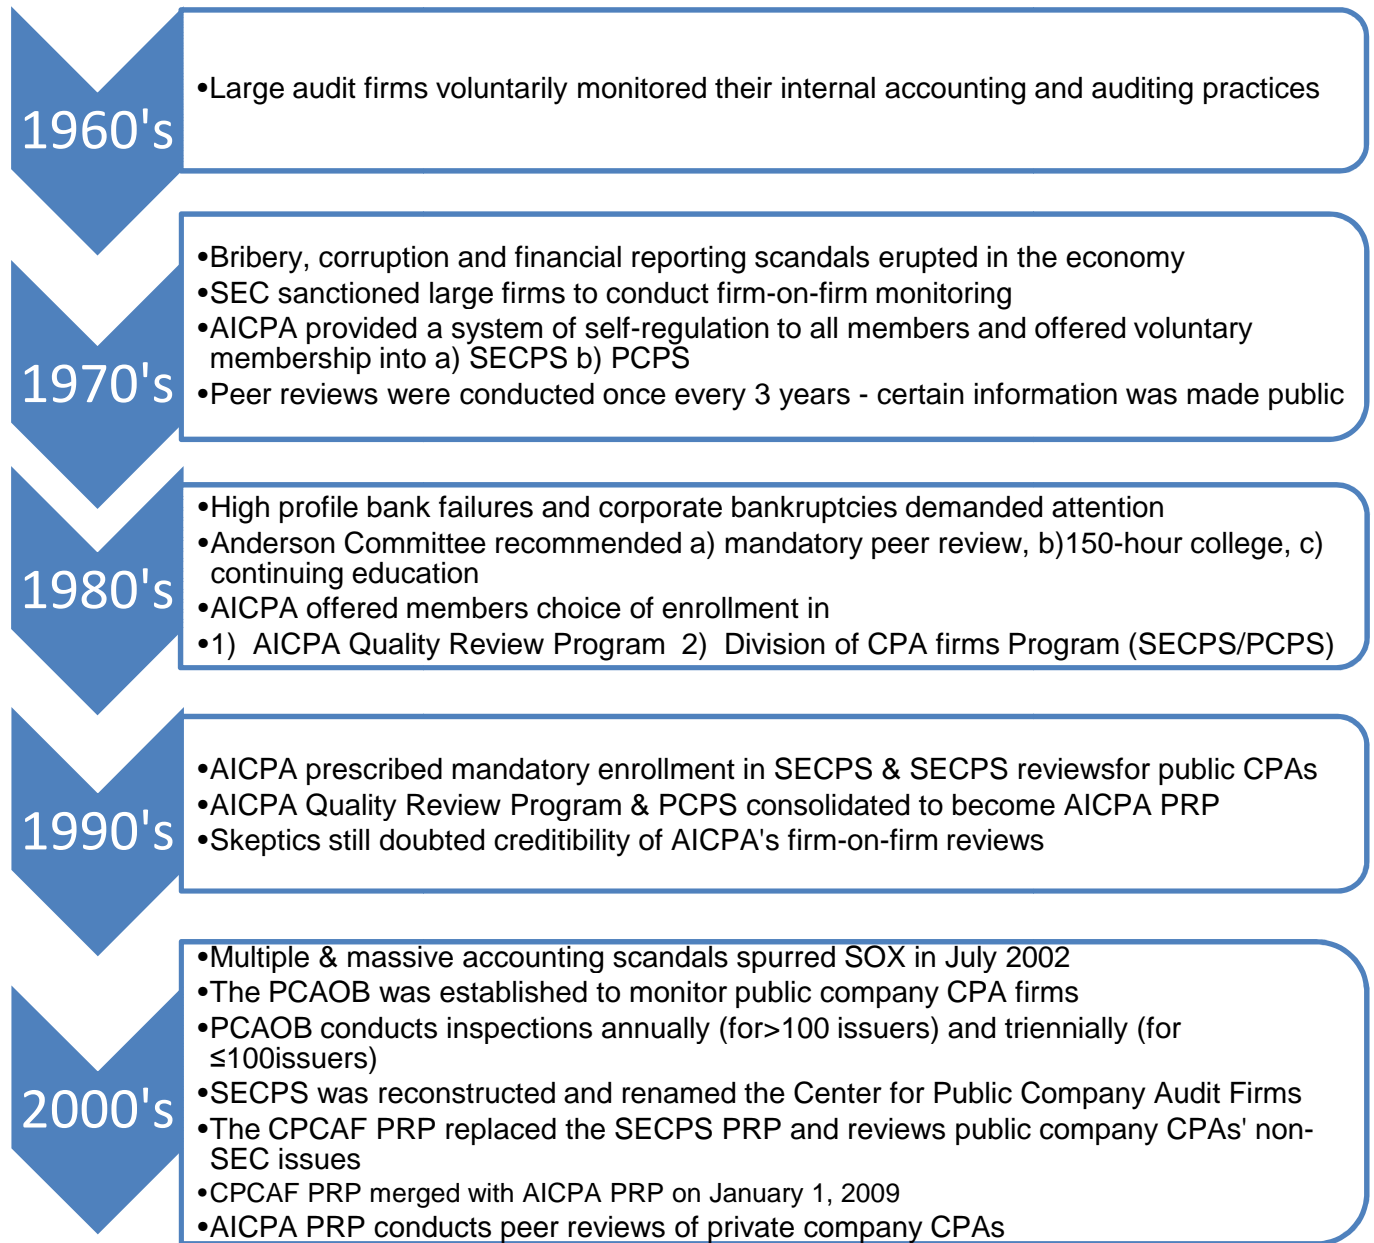 1960's
•Large audit firms voluntarily monitored their internal accounting and auditing practices
1970's
•Bribery, corruption and financial reporting scandals erupted in the economy
•SEC sanctioned large firms to conduct firm-on-firm monitoring
•AICPA provided a system of self-regulation to all members and offered voluntary
membership into a) SECPS b) PCPS
•Peer reviews were conducted once every 3 years - certain information was made public
1980's
•High profile bank failures and corporate bankruptcies demanded attention
•Anderson Committee recommended a) mandatory peer review, b)150-hour college, c)
continuing education
•AICPA offered members choice of enrollment in
•1) AICPA Quality Review Program 2) Division of CPA firms Program (SECPS/PCPS)
1990's
•AICPA prescribed mandatory enrollment in SECPS & SECPS reviewsfor public CPAs
•AICPA Quality Review Program & PCPS consolidated to become AICPA PRP
•Skeptics still doubted creditibility of AICPA's firm-on-firm reviews
2000's
•Multiple & massive accounting scandals spurred SOX in July 2002
•The PCAOB was established to monitor public company CPA firms
•PCAOB conducts inspections annually (for>100 issuers) and triennially (for
≤100issuers)
•SECPS was reconstructed and renamed the Center for Public Company Audit Firms
•The CPCAF PRP replaced the SECPS PRP and reviews public company CPAs' non-
SEC issues
•CPCAF PRP merged with AICPA PRP on January 1, 2009
•AICPA PRP conducts peer reviews of private company CPAs